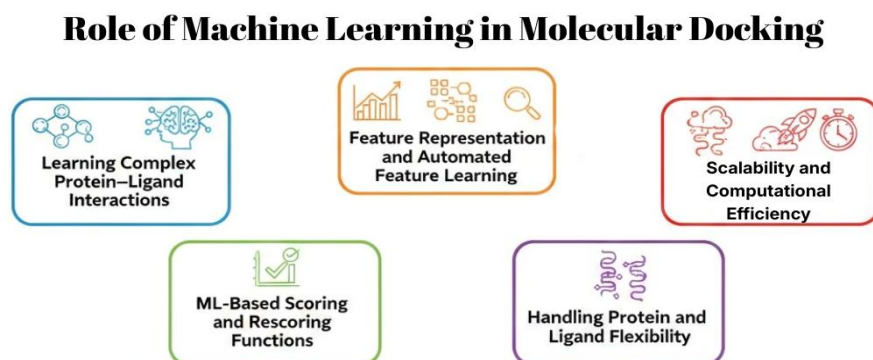 Role of Machine Learning in Molecular Docking
Learning Complex
Protein–Ligand
Interactions
Feature Representation
and Automated
Feature Learning
Scalability and
Computational
Efficiency
ML-Based Scoring
and Rescoring
Functions
Handling Protein and
Ligand Flexibility